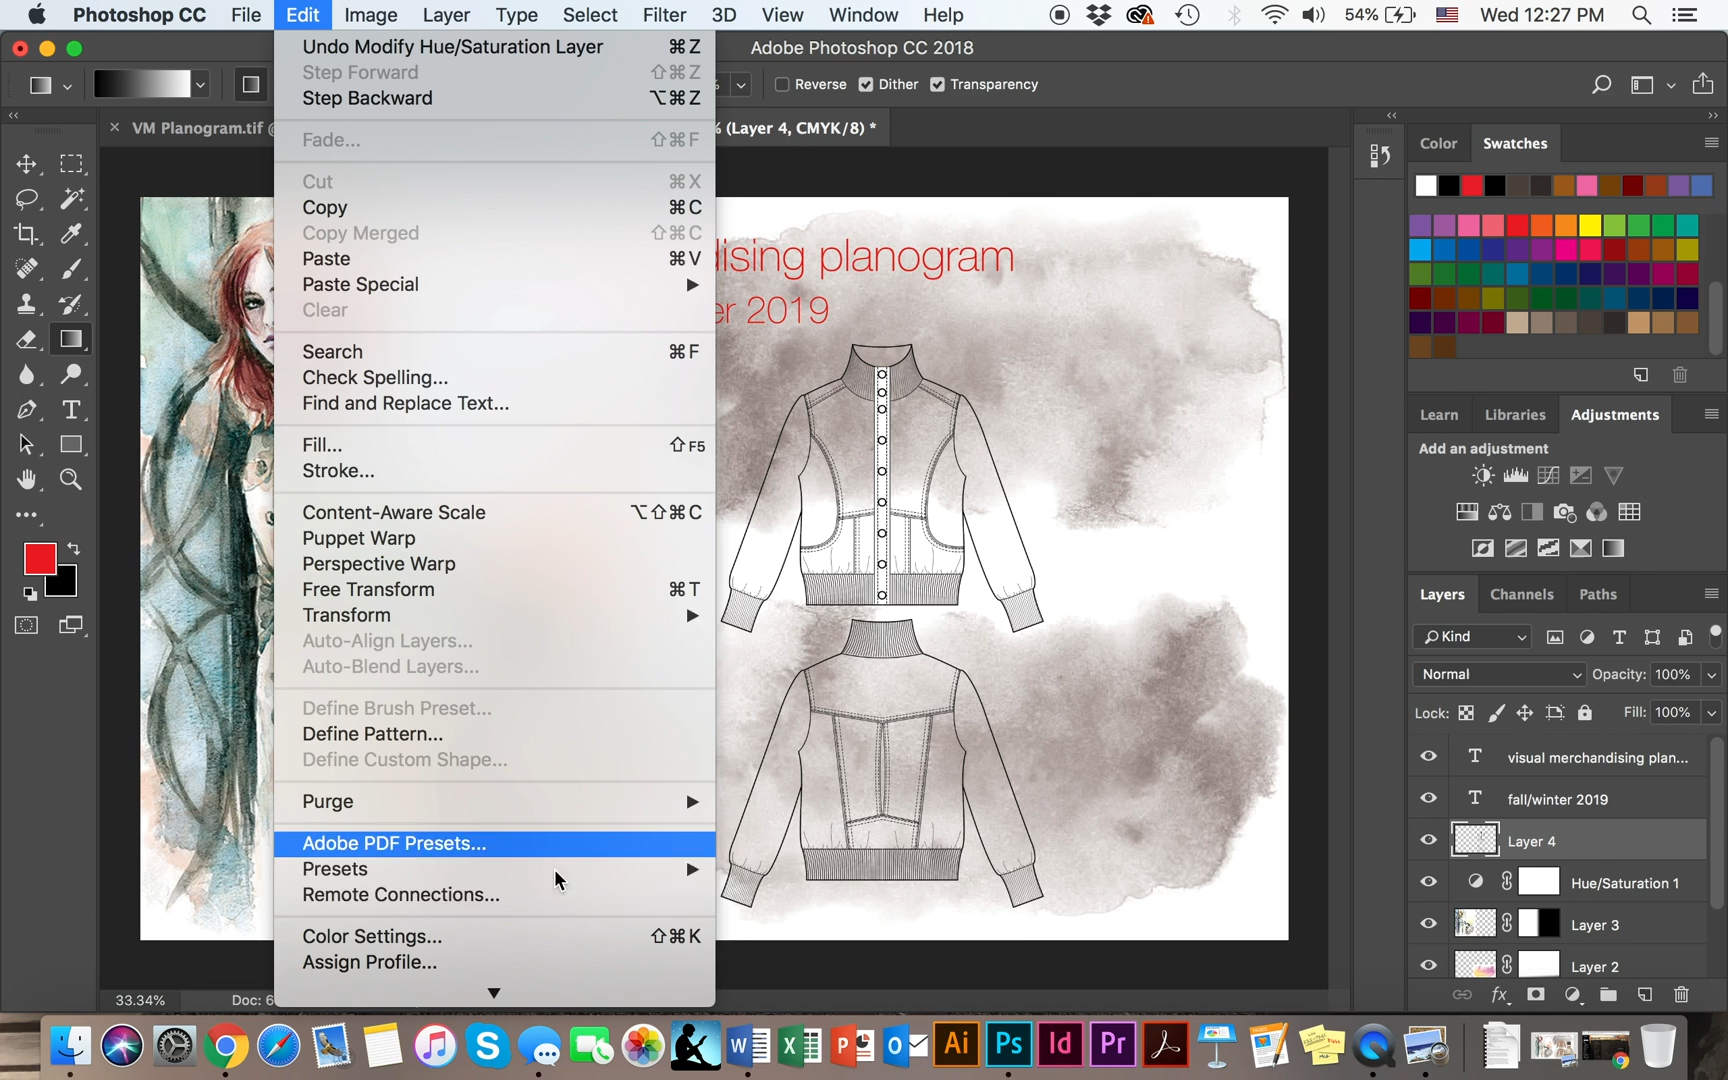 Photoshop CC File Edit Image Layer Type Select Filter 3D View Window Help 54% Wed 12:27 PM
Adobe Photoshop CC 2018
Reverse Dither Transparency
VM Planogram.tif
% (Layer 4, CMYK/8) *
Undo Modify Hue/Saturation Layer ⌘Z
Step Forward ⇧⌘Z
Step Backward ⌥⌘Z
Fade... ⇧⌘F
Cut ⌘X
Copy ⌘C
Copy Merged ⇧⌘C
Paste ⌘V
Paste Special
Clear
Search ⌘F
Check Spelling...
Find and Replace Text...
Fill... ⇧F5
Stroke...
Content-Aware Scale ⌥⇧⌘C
Puppet Warp
Perspective Warp
Free Transform ⌘T
Transform
Auto-Align Layers...
Auto-Blend Layers...
Define Brush Preset...
Define Pattern...
Define Custom Shape...
Purge
Adobe PDF Presets...
Presets
Remote Connections...
Color Settings... ⇧⌘K
Assign Profile...
dising planogram
er 2019
Color Swatches
Learn Libraries Adjustments
Add an adjustment
Layers Channels Paths
Kind
Normal Opacity: 100%
Lock: Fill: 100%
visual merchandising plan...
fall/winter 2019
Layer 4
Hue/Saturation 1
Layer 3
Layer 2
fx
33.34% Doc: 6
Ai Ps Id Pr